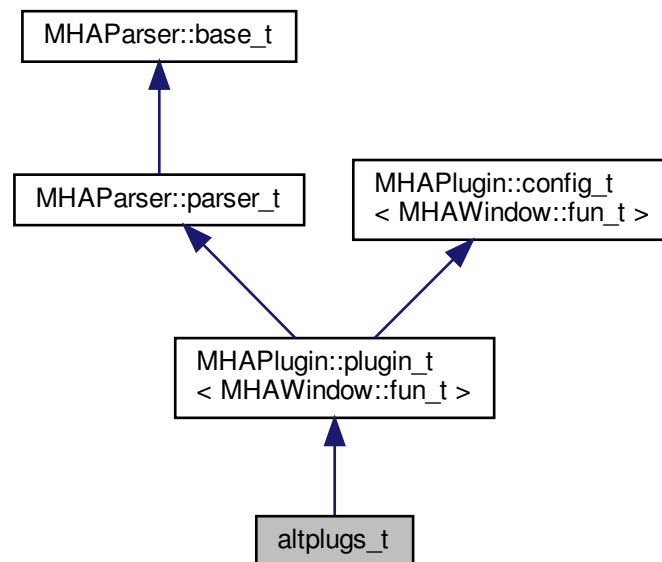 MHAParser::base_t
MHAParser::parser_t
MHAPlugin::config_t
< MHAWindow::fun_t >
MHAPlugin::plugin_t
< MHAWindow::fun_t >
altplugs_t